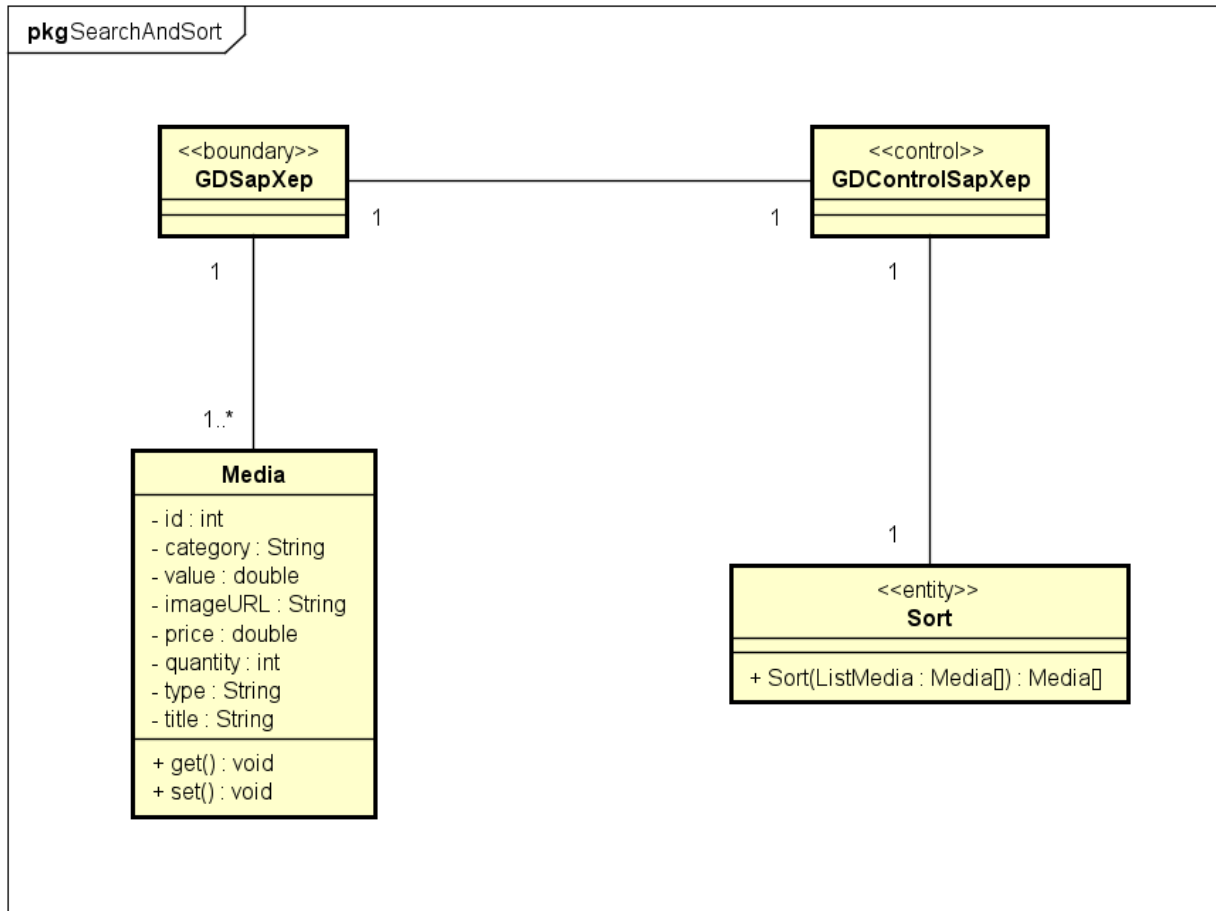 pkgSearchAndSort
<<boundary>>
GDSapXep
<<control>>
GDControlSapXep
1
1
1
1
1..*
1
Media
- id : int
- category : String
- value : double
- imageURL : String
- price : double
- quantity : int
- type : String
- title : String
+ get() : void
+ set() : void
<<entity>>
Sort
+ Sort(ListMedia : Media[]) : Media[]